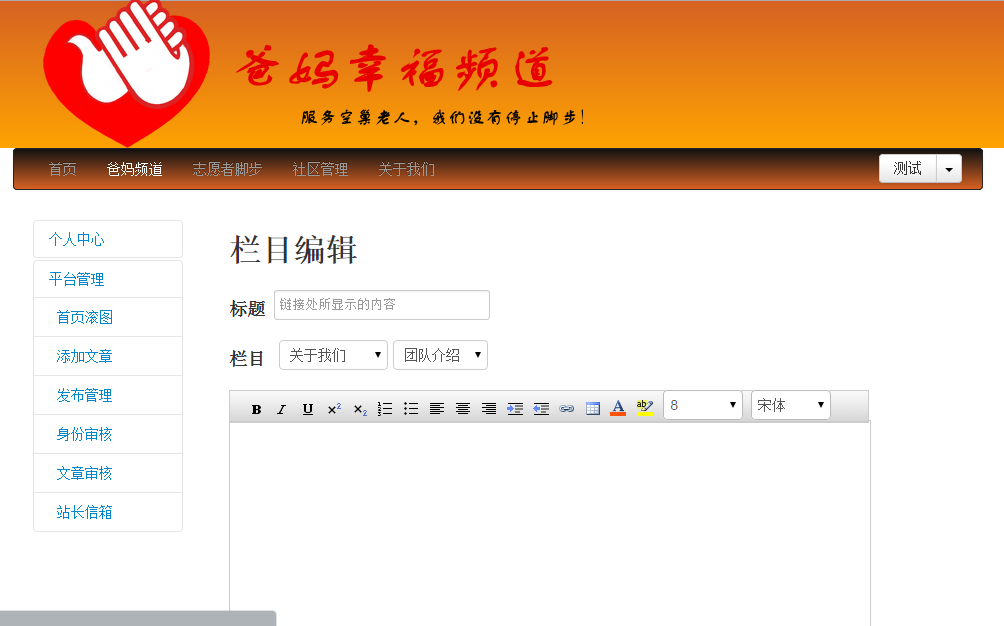 爸妈幸福频道
服务空巢老人，我们没有停止脚步！
首页 爸妈频道 志愿者脚步 社区管理 关于我们 测试
个人中心
平台管理
首页滚图
添加文章
发布管理
身份审核
文章审核
站长信箱
栏目编辑
标题 链接处所显示的内容
栏目 关于我们 团队介绍
B I U x² x₂ A ab 8 宋体